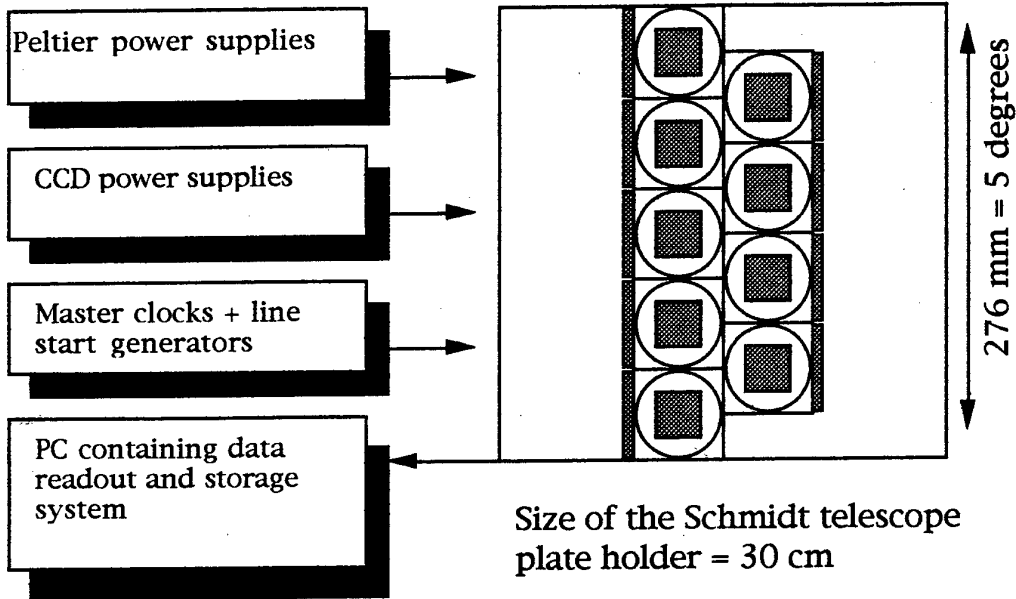 Peltier power supplies
CCD power supplies
Master clocks + line
start generators
PC containing data
readout and storage
system
276 mm = 5 degrees
Size of the Schmidt telescope
plate holder = 30 cm